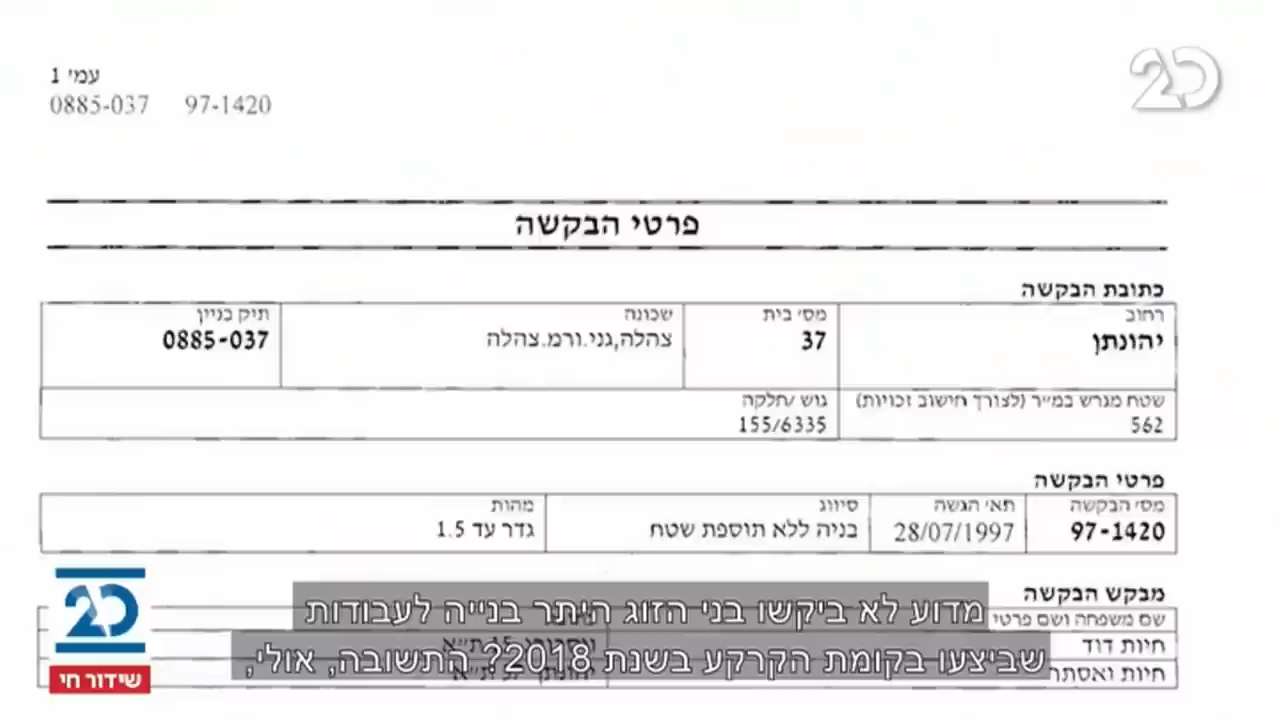 עמי 1
0885-037 97-1420
20
פרטי הבקשה
כתובת הבקשה
רחוב מס׳ בית שכונה תיק בניין
יהונתן 37 צהלה,גני.ורמ.צהלה 0885-037
שטח מגרש במ״ר (לצורך חישוב זכויות) גוש /חלקה
562 155/6335
פרטי הבקשה
מס׳ הבקשה תא׳ הגשה סיווג מהות
97-1420 28/07/1997 בניה ללא תוספת שטח גדר עד 1.5
מבקש הבקשה
שם משפחה ושם פרטי
חיות דוד
חיות ואסתר
מדוע לא ביקשו בני הזוג היתר בנייה לעבודות
שביצעו בקומת הקרקע בשנת 2018? התשובה, אולי,
20
שידור חי